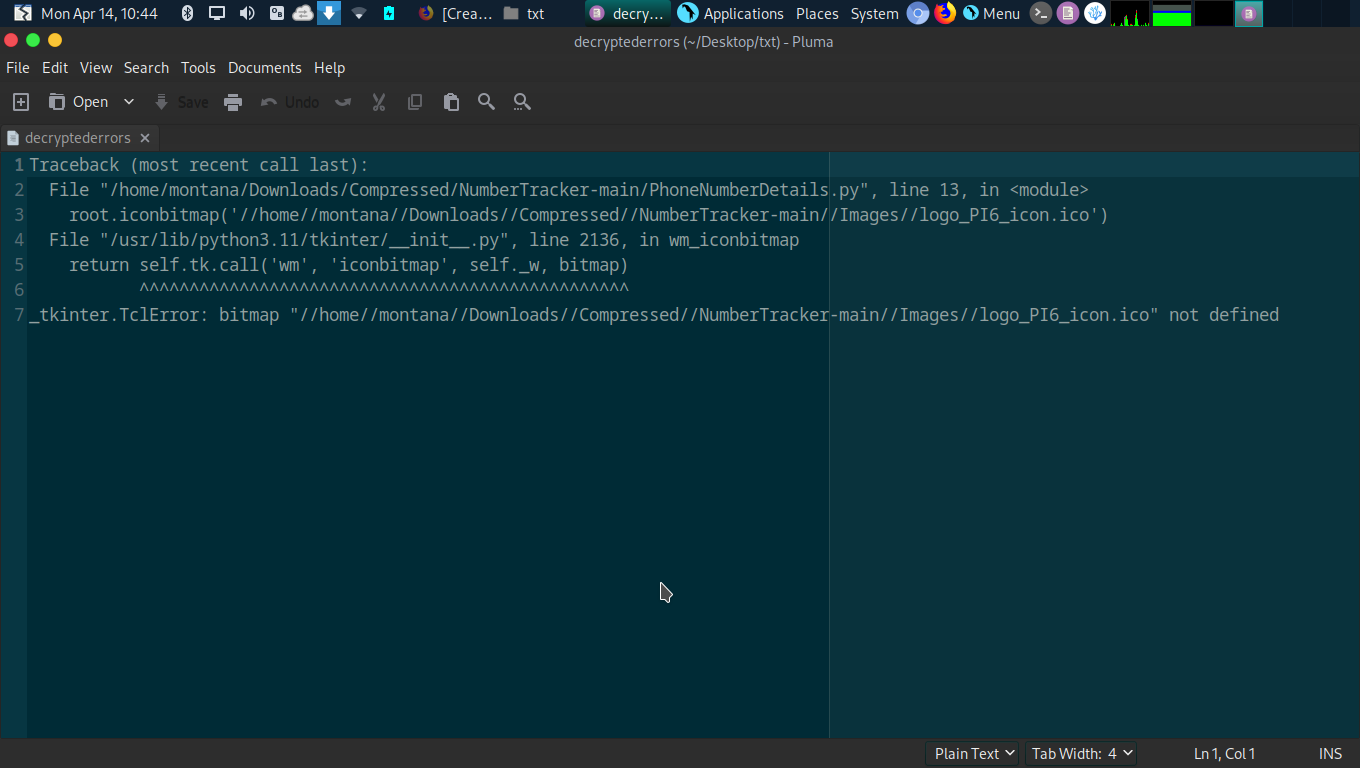 Mon Apr 14, 10:44 [Crea... txt decry... Applications Places System Menu
decryptederrors (~/Desktop/txt) - Pluma
File Edit View Search Tools Documents Help
Open Save Undo
decryptederrors
1 Traceback (most recent call last):
2 File "/home/montana/Downloads/Compressed/NumberTracker-main/PhoneNumberDetails.py", line 13, in <module>
3 root.iconbitmap('//home//montana//Downloads//Compressed//NumberTracker-main//Images//logo_PI6_icon.ico')
4 File "/usr/lib/python3.11/tkinter/__init__.py", line 2136, in wm_iconbitmap
5 return self.tk.call('wm', 'iconbitmap', self._w, bitmap)
6 ^^^^^^^^^^^^^^^^^^^^^^^^^^^^^^^^^^^^^^^^^^^^^^^^^
7 _tkinter.TclError: bitmap "//home//montana//Downloads//Compressed//NumberTracker-main//Images//logo_PI6_icon.ico" not defined
Plain Text Tab Width: 4 Ln 1, Col 1 INS